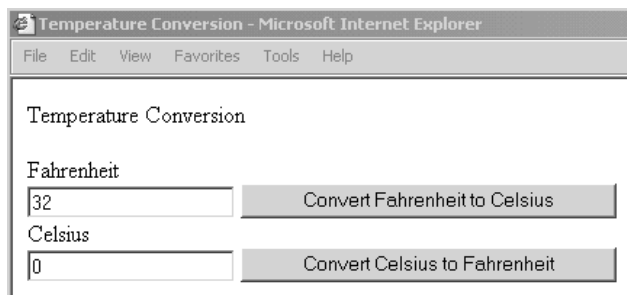 Temperature Conversion - Microsoft Internet Explorer
File Edit View Favorites Tools Help
Temperature Conversion
Fahrenheit
32 Convert Fahrenheit to Celsius
Celsius
0 Convert Celsius to Fahrenheit